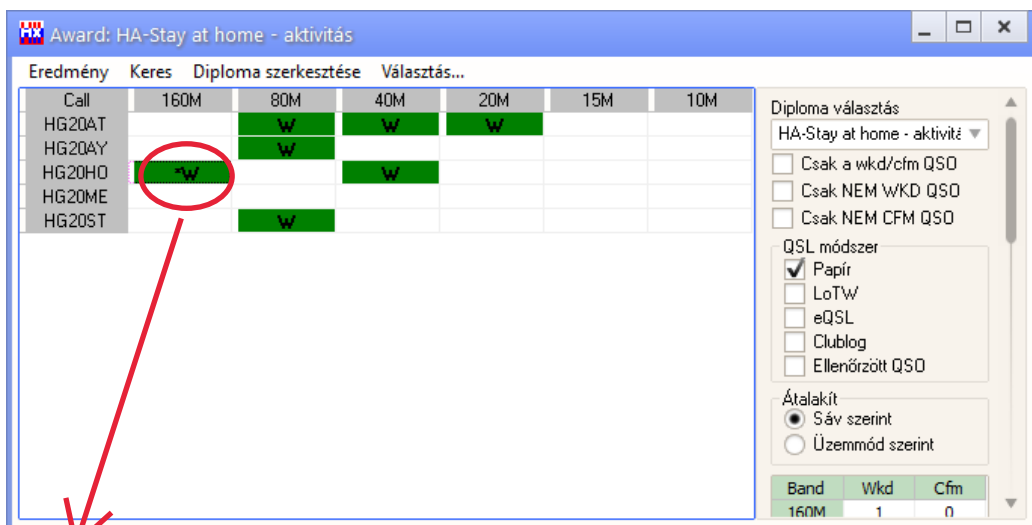 Award: HA-Stay at home - aktivitás
Eredmény Keres Diploma szerkesztése Választás...
Call 160M 80M 40M 20M 15M 10M
HG20AT W W W
HG20AY W
HG20HO *W W
HG20ME
HG20ST W
Diploma választás
HA-Stay at home - aktivitá
Csak a wkd/cfm QSO
Csak NEM WKD QSO
Csak NEM CFM QSO
QSL módszer
Papír
LoTW
eQSL
Clublog
Ellenőrzött QSO
Átalakít
Sáv szerint
Üzemmód szerint
Band Wkd Cfm
160M 1 0